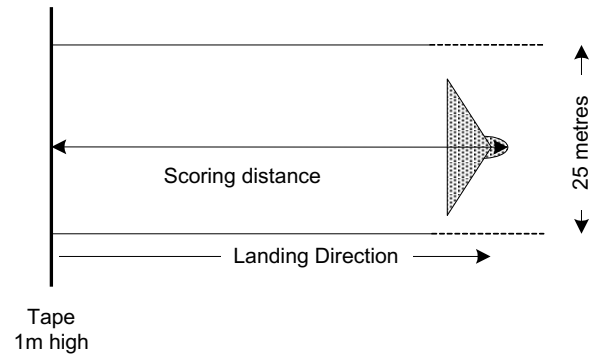 25 metres
Scoring distance
Landing Direction
Tape
1m high